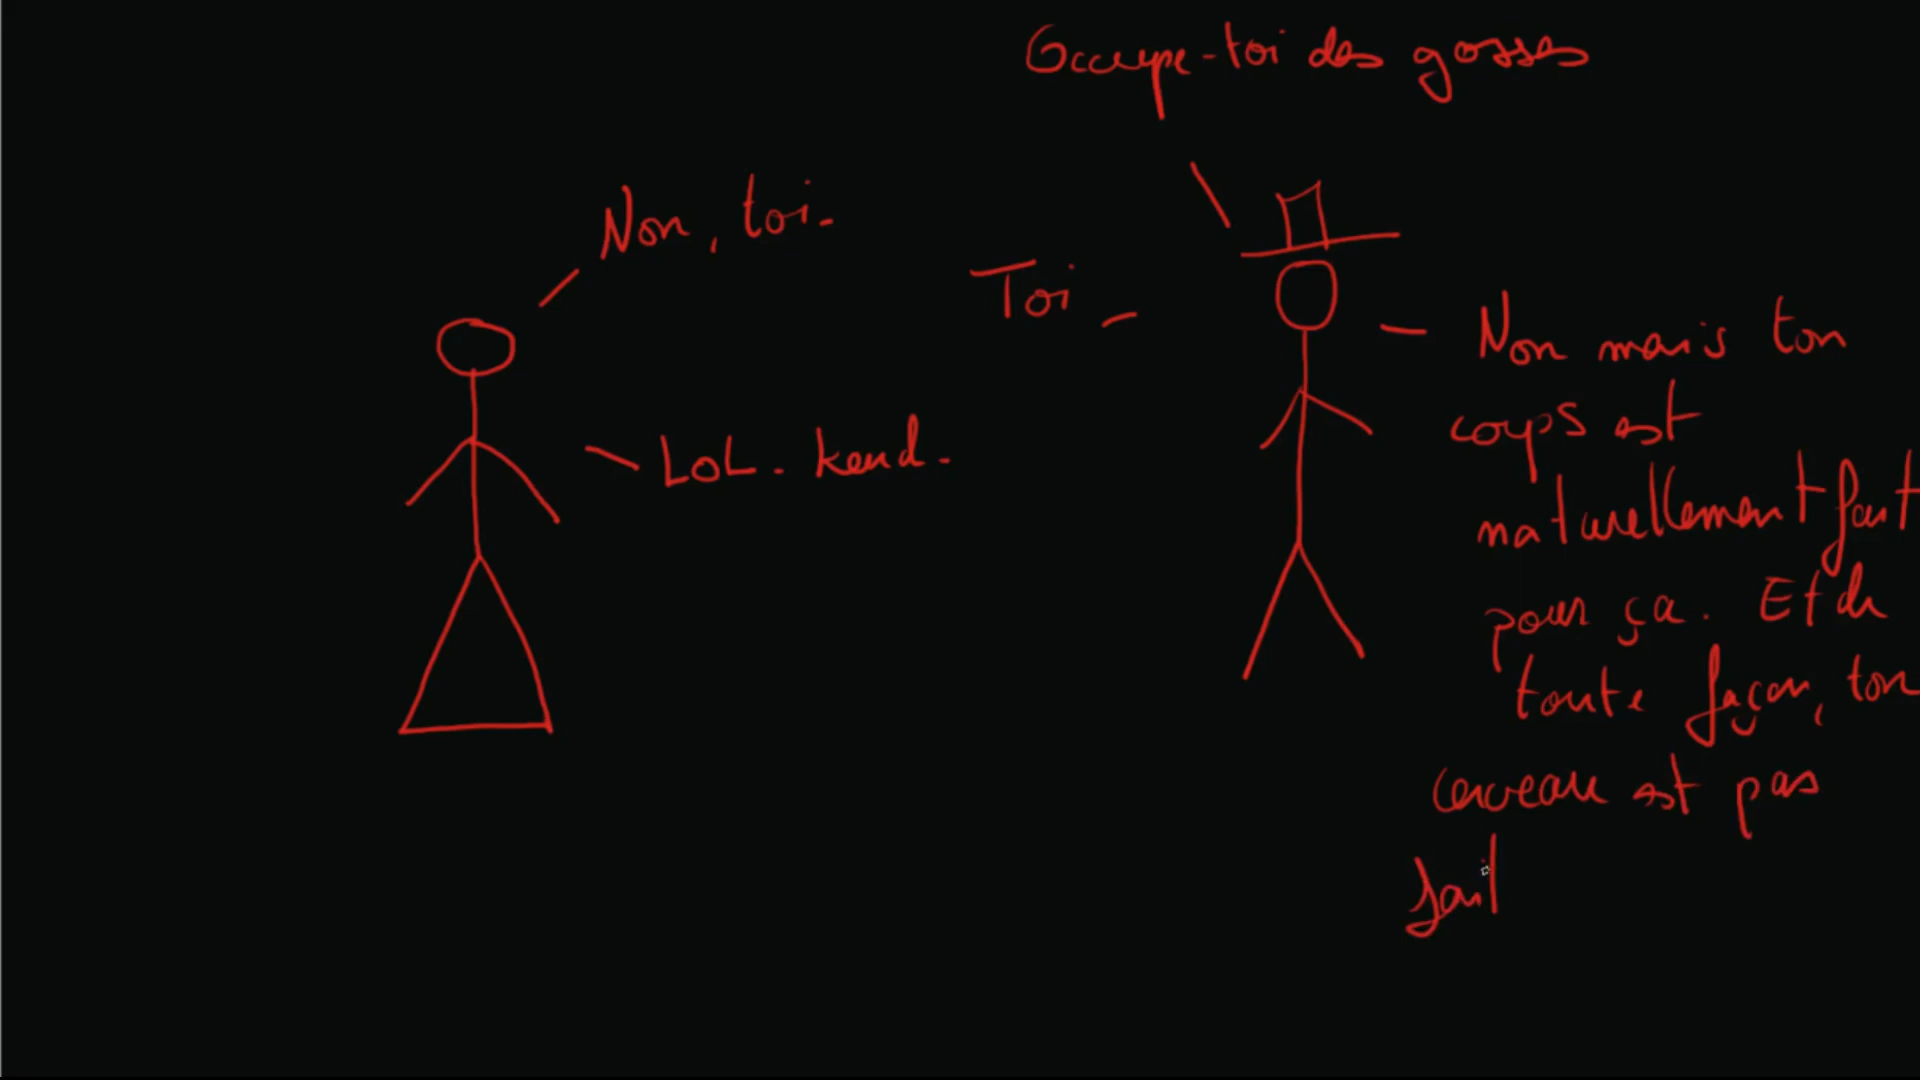 Occupe-toi des gosses
Non, toi.
Toi
LOL. kend.
Non mais ton
corps est
naturellement fait
pour ça. Et de
toute façon, ton
cerveau est pas
fait